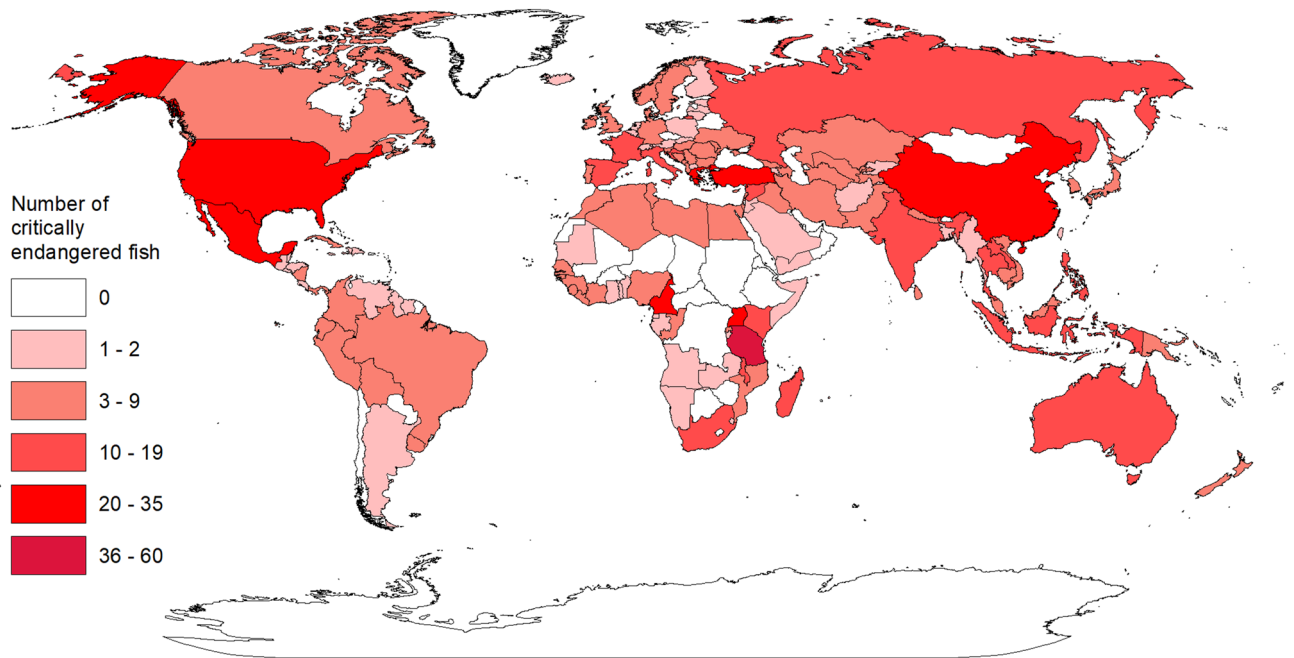 Number of
critically
endangered fish
0
1 - 2
3 - 9
10 - 19
20 - 35
36 - 60